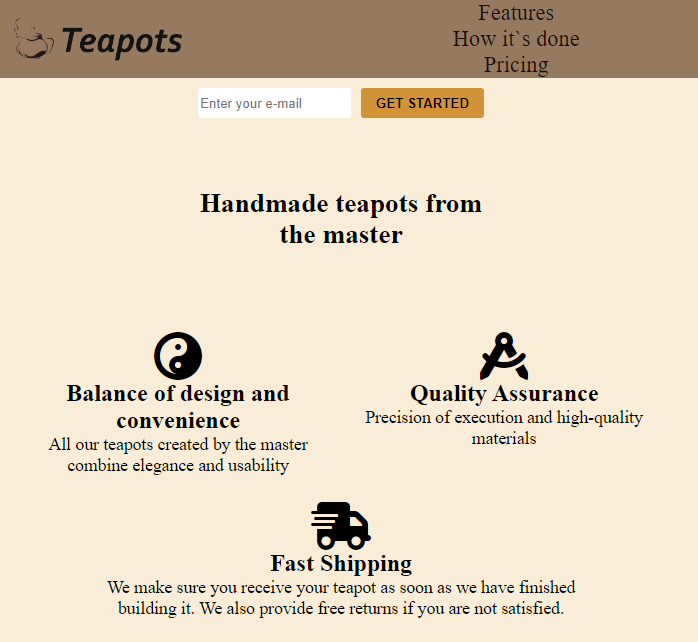 Teapots
Features
How it`s done
Pricing
Enter your e-mail
GET STARTED
Handmade teapots from
the master
Balance of design and
convenience
All our teapots created by the master
combine elegance and usability
Quality Assurance
Precision of execution and high-quality
materials
Fast Shipping
We make sure you receive your teapot as soon as we have finished
building it. We also provide free returns if you are not satisfied.